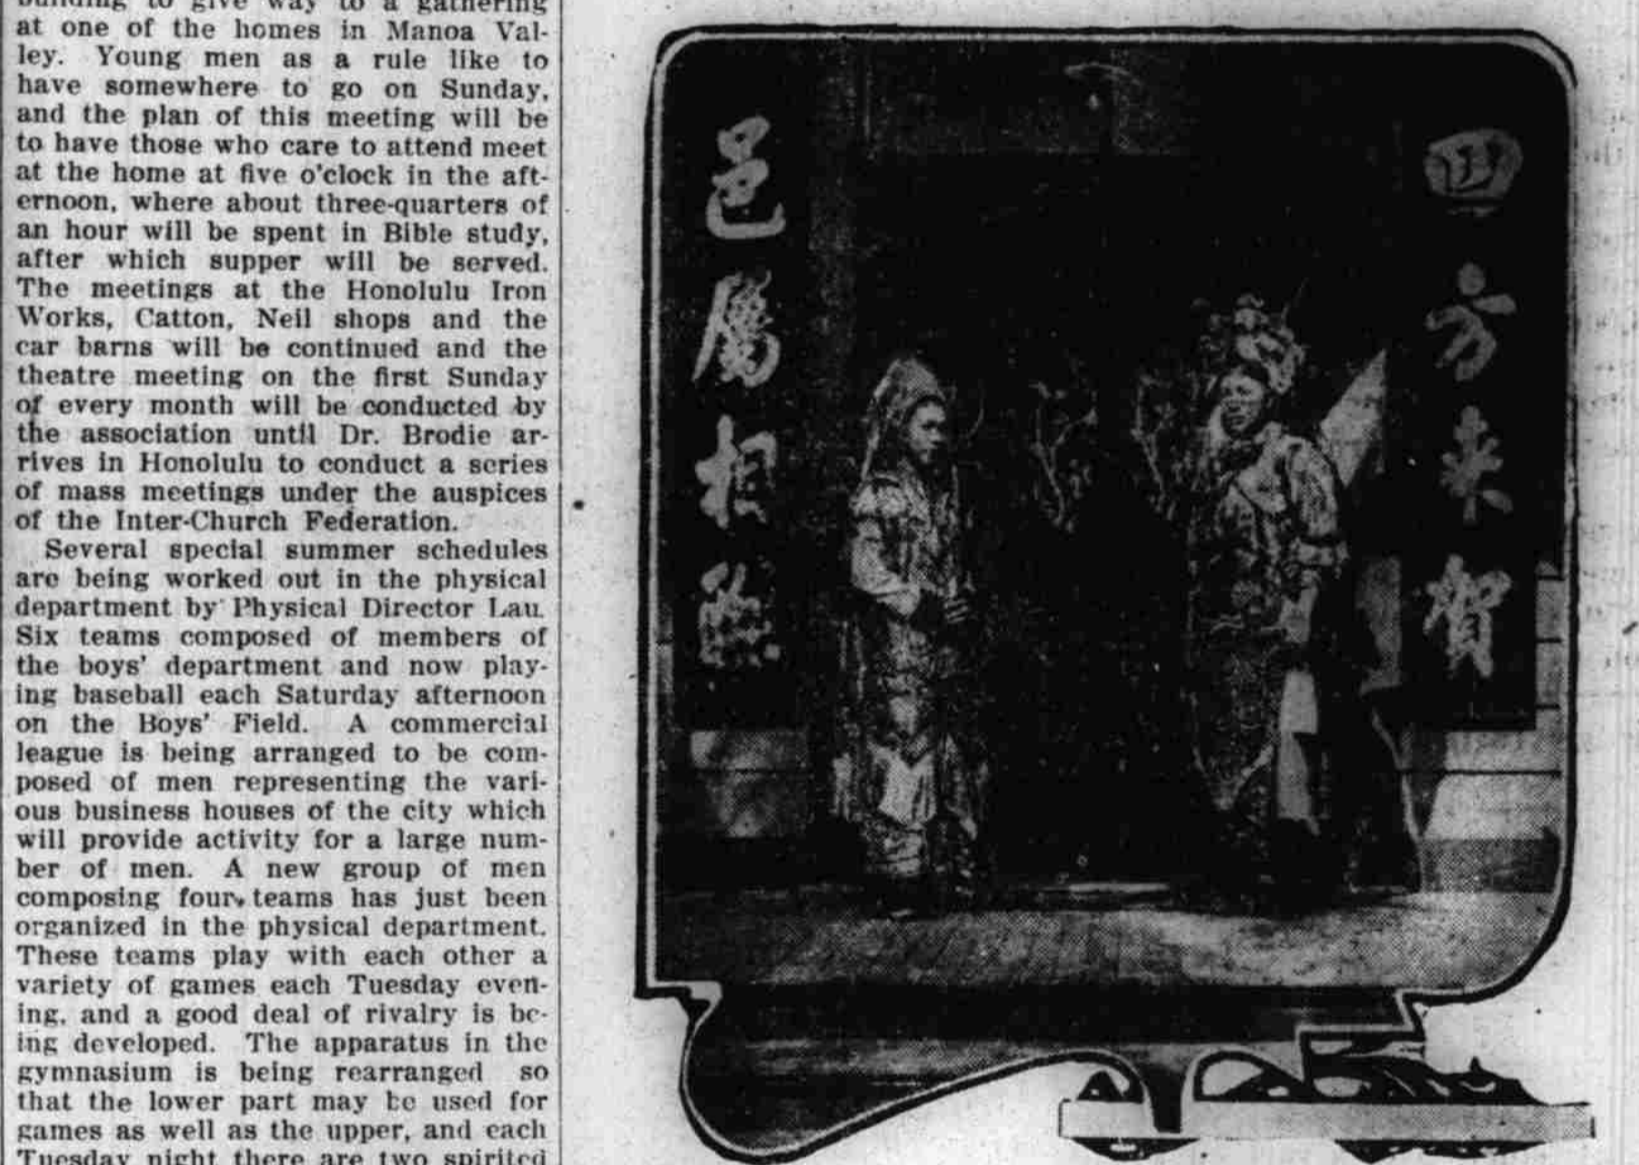 building to give way to a gathering
at one of the homes in Manoa Val-
ley. Young men as a rule like to
have somewhere to go on Sunday,
and the plan of this meeting will be
to have those who care to attend meet
at the home at five o'clock in the aft-
ernoon, where about three-quarters of
an hour will be spent in Bible study,
after which supper will be served.
The meetings at the Honolulu Iron
Works, Catton, Neil shops and the
car barns will be continued and the
theatre meeting on the first Sunday
of every month will be conducted by
the association until Dr. Brodie ar-
rives in Honolulu to conduct a series
of mass meetings under the auspices
of the Inter-Church Federation.
Several special summer schedules
are being worked out in the physical
department by Physical Director Lau.
Six teams composed of members of
the boys' department and now play-
ing baseball each Saturday afternoon
on the Boys' Field. A commercial
league is being arranged to be com-
posed of men representing the vari-
ous business houses of the city which
will provide activity for a large num-
ber of men. A new group of men
composing four teams has just been
organized in the physical department.
These teams play with each other a
variety of games each Tuesday even-
ing, and a good deal of rivalry is be-
ing developed. The apparatus in the
gymnasium is being rearranged so
that the lower part may be used for
games as well as the upper, and each
Tuesday night there are two spirited
四方来賀
邑相